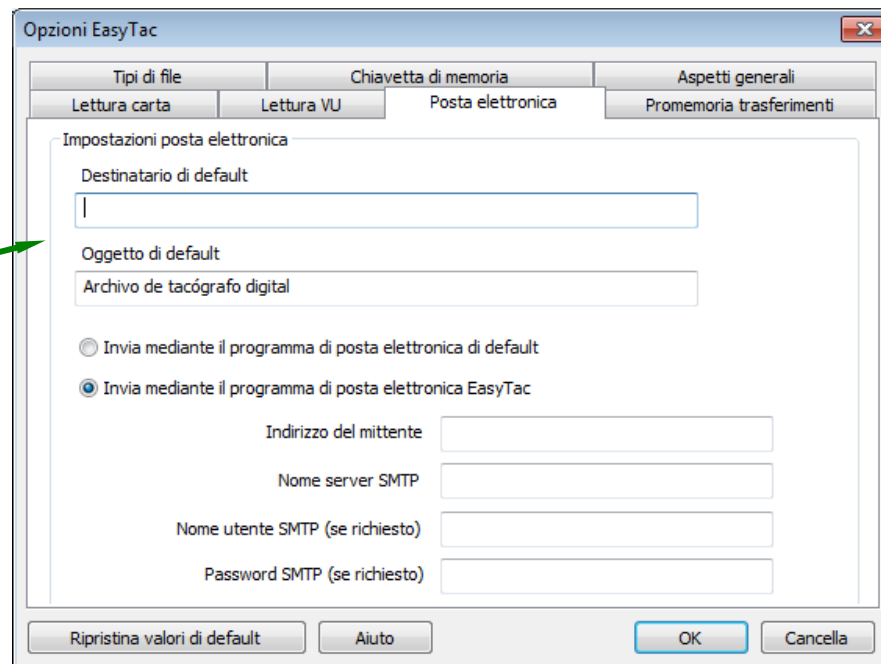 Opzioni EasyTac
Tipi di file Chiavetta di memoria Aspetti generali
Lettura carta Lettura VU Posta elettronica Promemoria trasferimenti
Impostazioni posta elettronica
Destinatario di default
Oggetto di default
Archivo de tacógrafo digital
Invia mediante il programma di posta elettronica di default
Invia mediante il programma di posta elettronica EasyTac
Indirizzo del mittente
Nome server SMTP
Nome utente SMTP (se richiesto)
Password SMTP (se richiesto)
Ripristina valori di default Aiuto OK Cancella